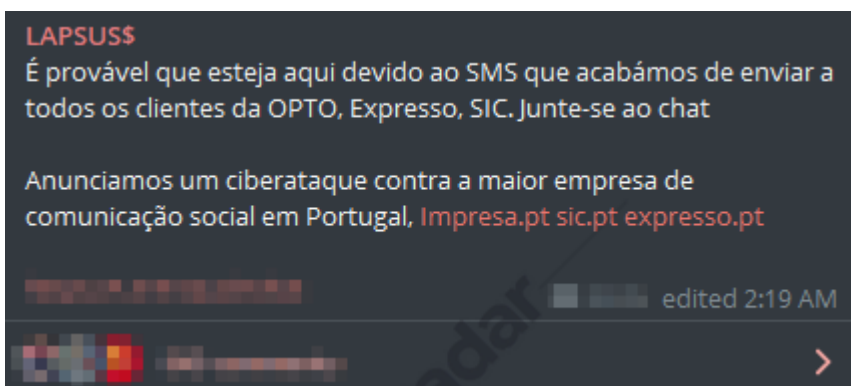 LAPSUS$
É provável que esteja aqui devido ao SMS que acabámos de enviar a
todos os clientes da OPTO, Expresso, SIC. Junte-se ao chat
Anunciamos um ciberataque contra a maior empresa de
comunicação social em Portugal, Impresa.pt sic.pt expresso.pt
edited 2:19 AM
adar